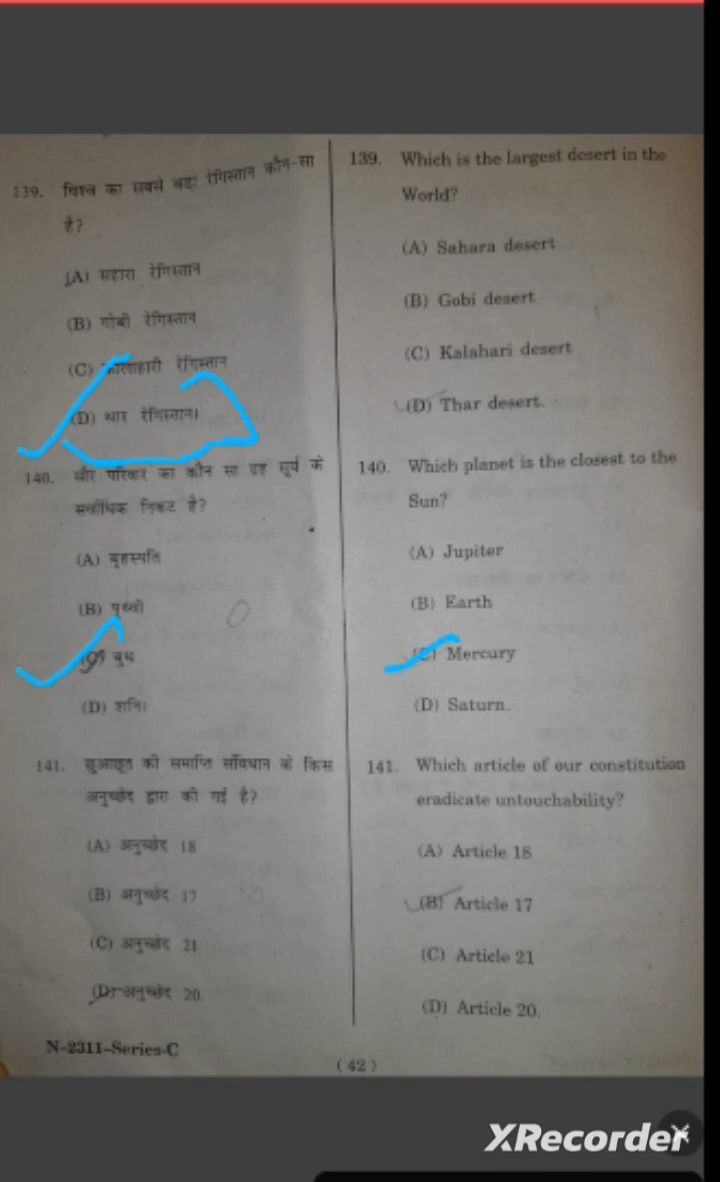 139. विश्व का सबसे बड़ा रेगिस्तान कौन-सा
है?
(A) सहारा रेगिस्तान
(B) गोबी रेगिस्तान
(C) कालाहारी रेगिस्तान
(D) थार रेगिस्तान।
140. सौर परिवार का कौन सा ग्रह सूर्य के
सर्वाधिक निकट है?
(A) बृहस्पति
(B) पृथ्वी
(C) बुध
(D) शनि।
141. छुआछूत की समाप्ति संविधान के किस
अनुच्छेद द्वारा की गई है?
(A) अनुच्छेद 18
(B) अनुच्छेद 17
(C) अनुच्छेद 21
(D) अनुच्छेद 20.
N-2311-Series-C
139. Which is the largest desert in the
World?
(A) Sahara desert
(B) Gobi desert
(C) Kalahari desert
(D) Thar desert.
140. Which planet is the closest to the
Sun?
(A) Jupiter
(B) Earth
(C) Mercury
(D) Saturn.
141. Which article of our constitution
eradicate untouchability?
(A) Article 18
(B) Article 17
(C) Article 21
(D) Article 20.
( 42 )
XRecorder